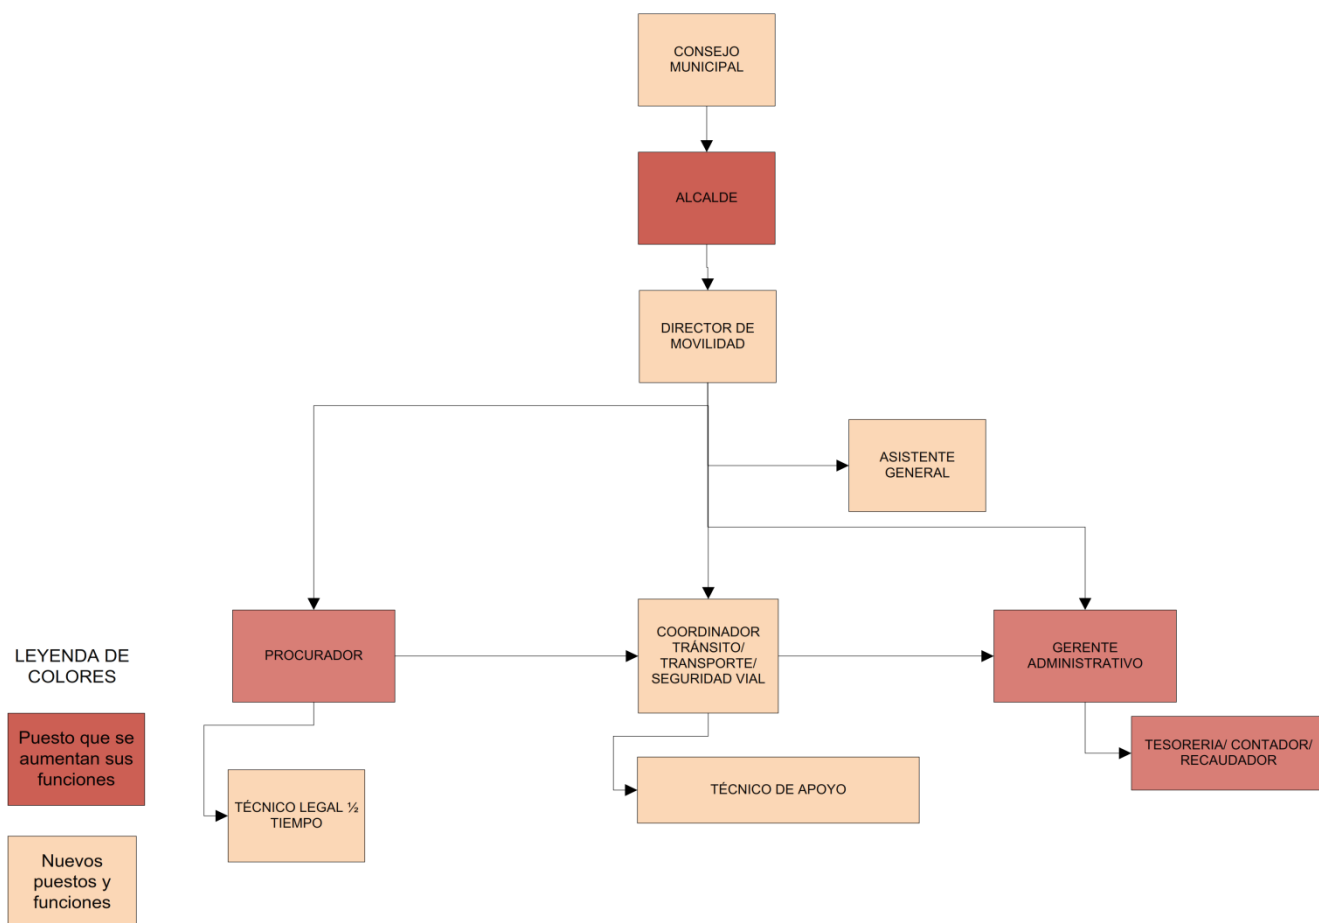 CONSEJO
MUNICIPAL
ALCALDE
DIRECTOR DE
MOVILIDAD
ASISTENTE
GENERAL
PROCURADOR
COORDINADOR
TRÁNSITO/
TRANSPORTE/
SEGURIDAD VIAL
GERENTE
ADMINISTRATIVO
TESORERIA/ CONTADOR/
RECAUDADOR
TÉCNICO LEGAL ½
TIEMPO
TÉCNICO DE APOYO
LEYENDA DE
COLORES
Puesto que se
aumentan sus
funciones
Nuevos
puestos y
funciones